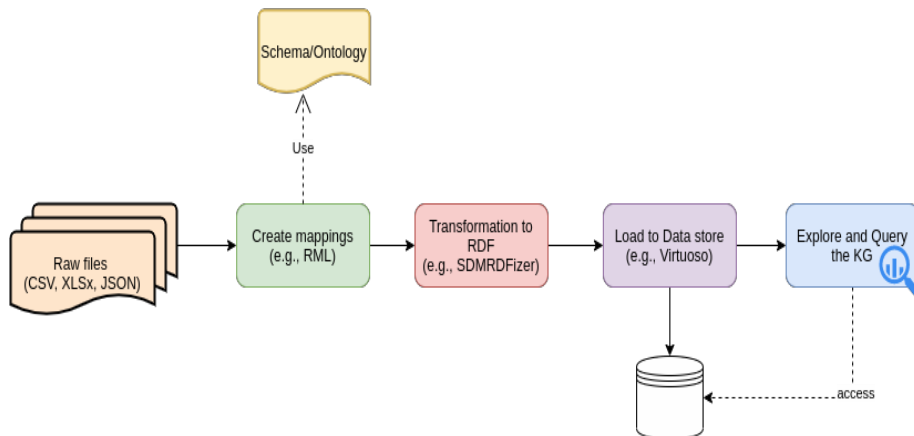 Schema/Ontology
Use
Raw files
(CSV, XLSx, JSON)
Create mappings
(e.g., RML)
Transformation to
RDF
(e.g., SDMRDFizer)
Load to Data store
(e.g., Virtuoso)
Explore and Query
the KG
access